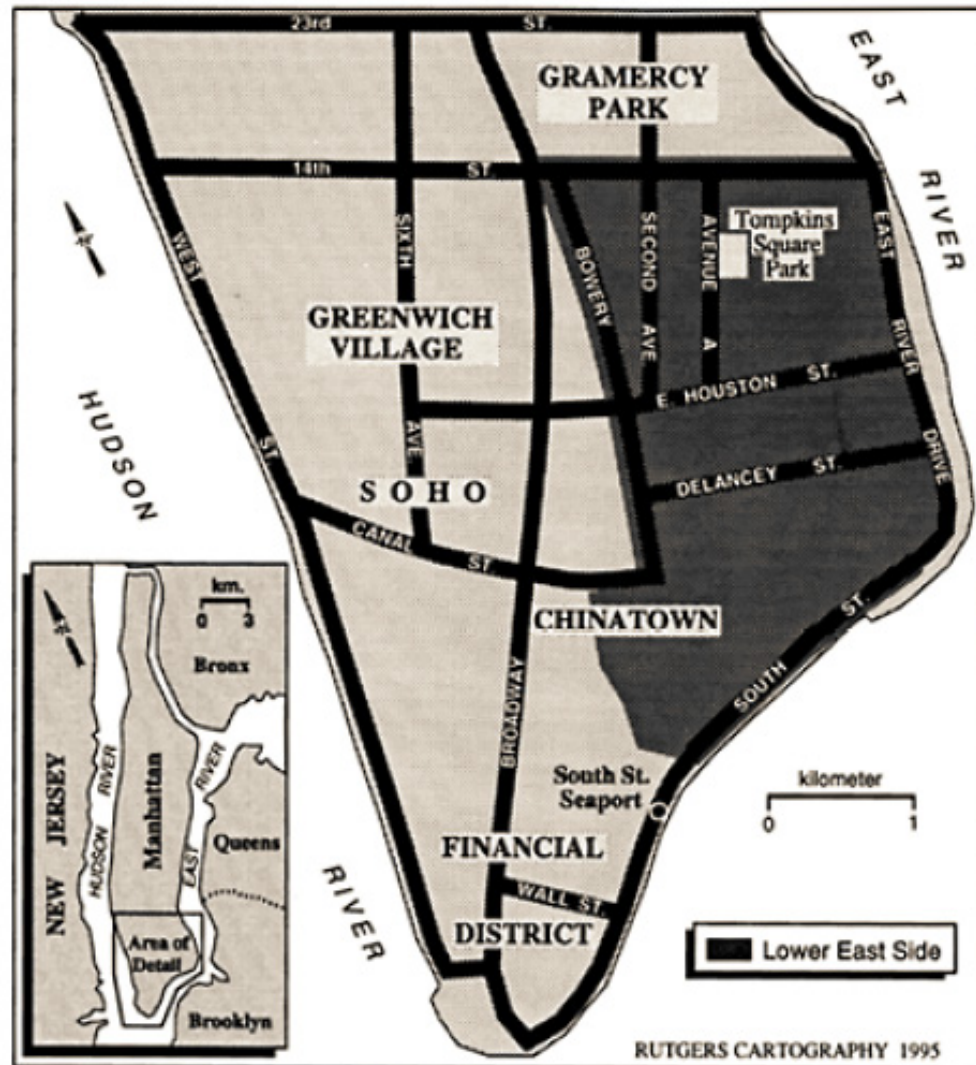 23rd ST.
EAST RIVER
GRAMERCY
PARK
14th ST.
WEST ST.
SIXTH AVE
BOWERY
SECOND AVE
AVENUE A
Tompkins
Square
Park
EAST RIVER DRIVE
GREENWICH
VILLAGE
E. HOUSTON ST.
HUDSON RIVER
SOHO
DELANCEY ST.
CANAL ST
CHINATOWN
BROADWAY
SOUTH ST.
South St.
Seaport
kilometer
0 1
FINANCIAL
DISTRICT
WALL ST.
Lower East Side
km.
0 3
N
Bronx
NEW JERSEY
HUDSON RIVER
Manhattan
EAST RIVER
Queens
Area of
Detail
Brooklyn
RUTGERS CARTOGRAPHY 1995